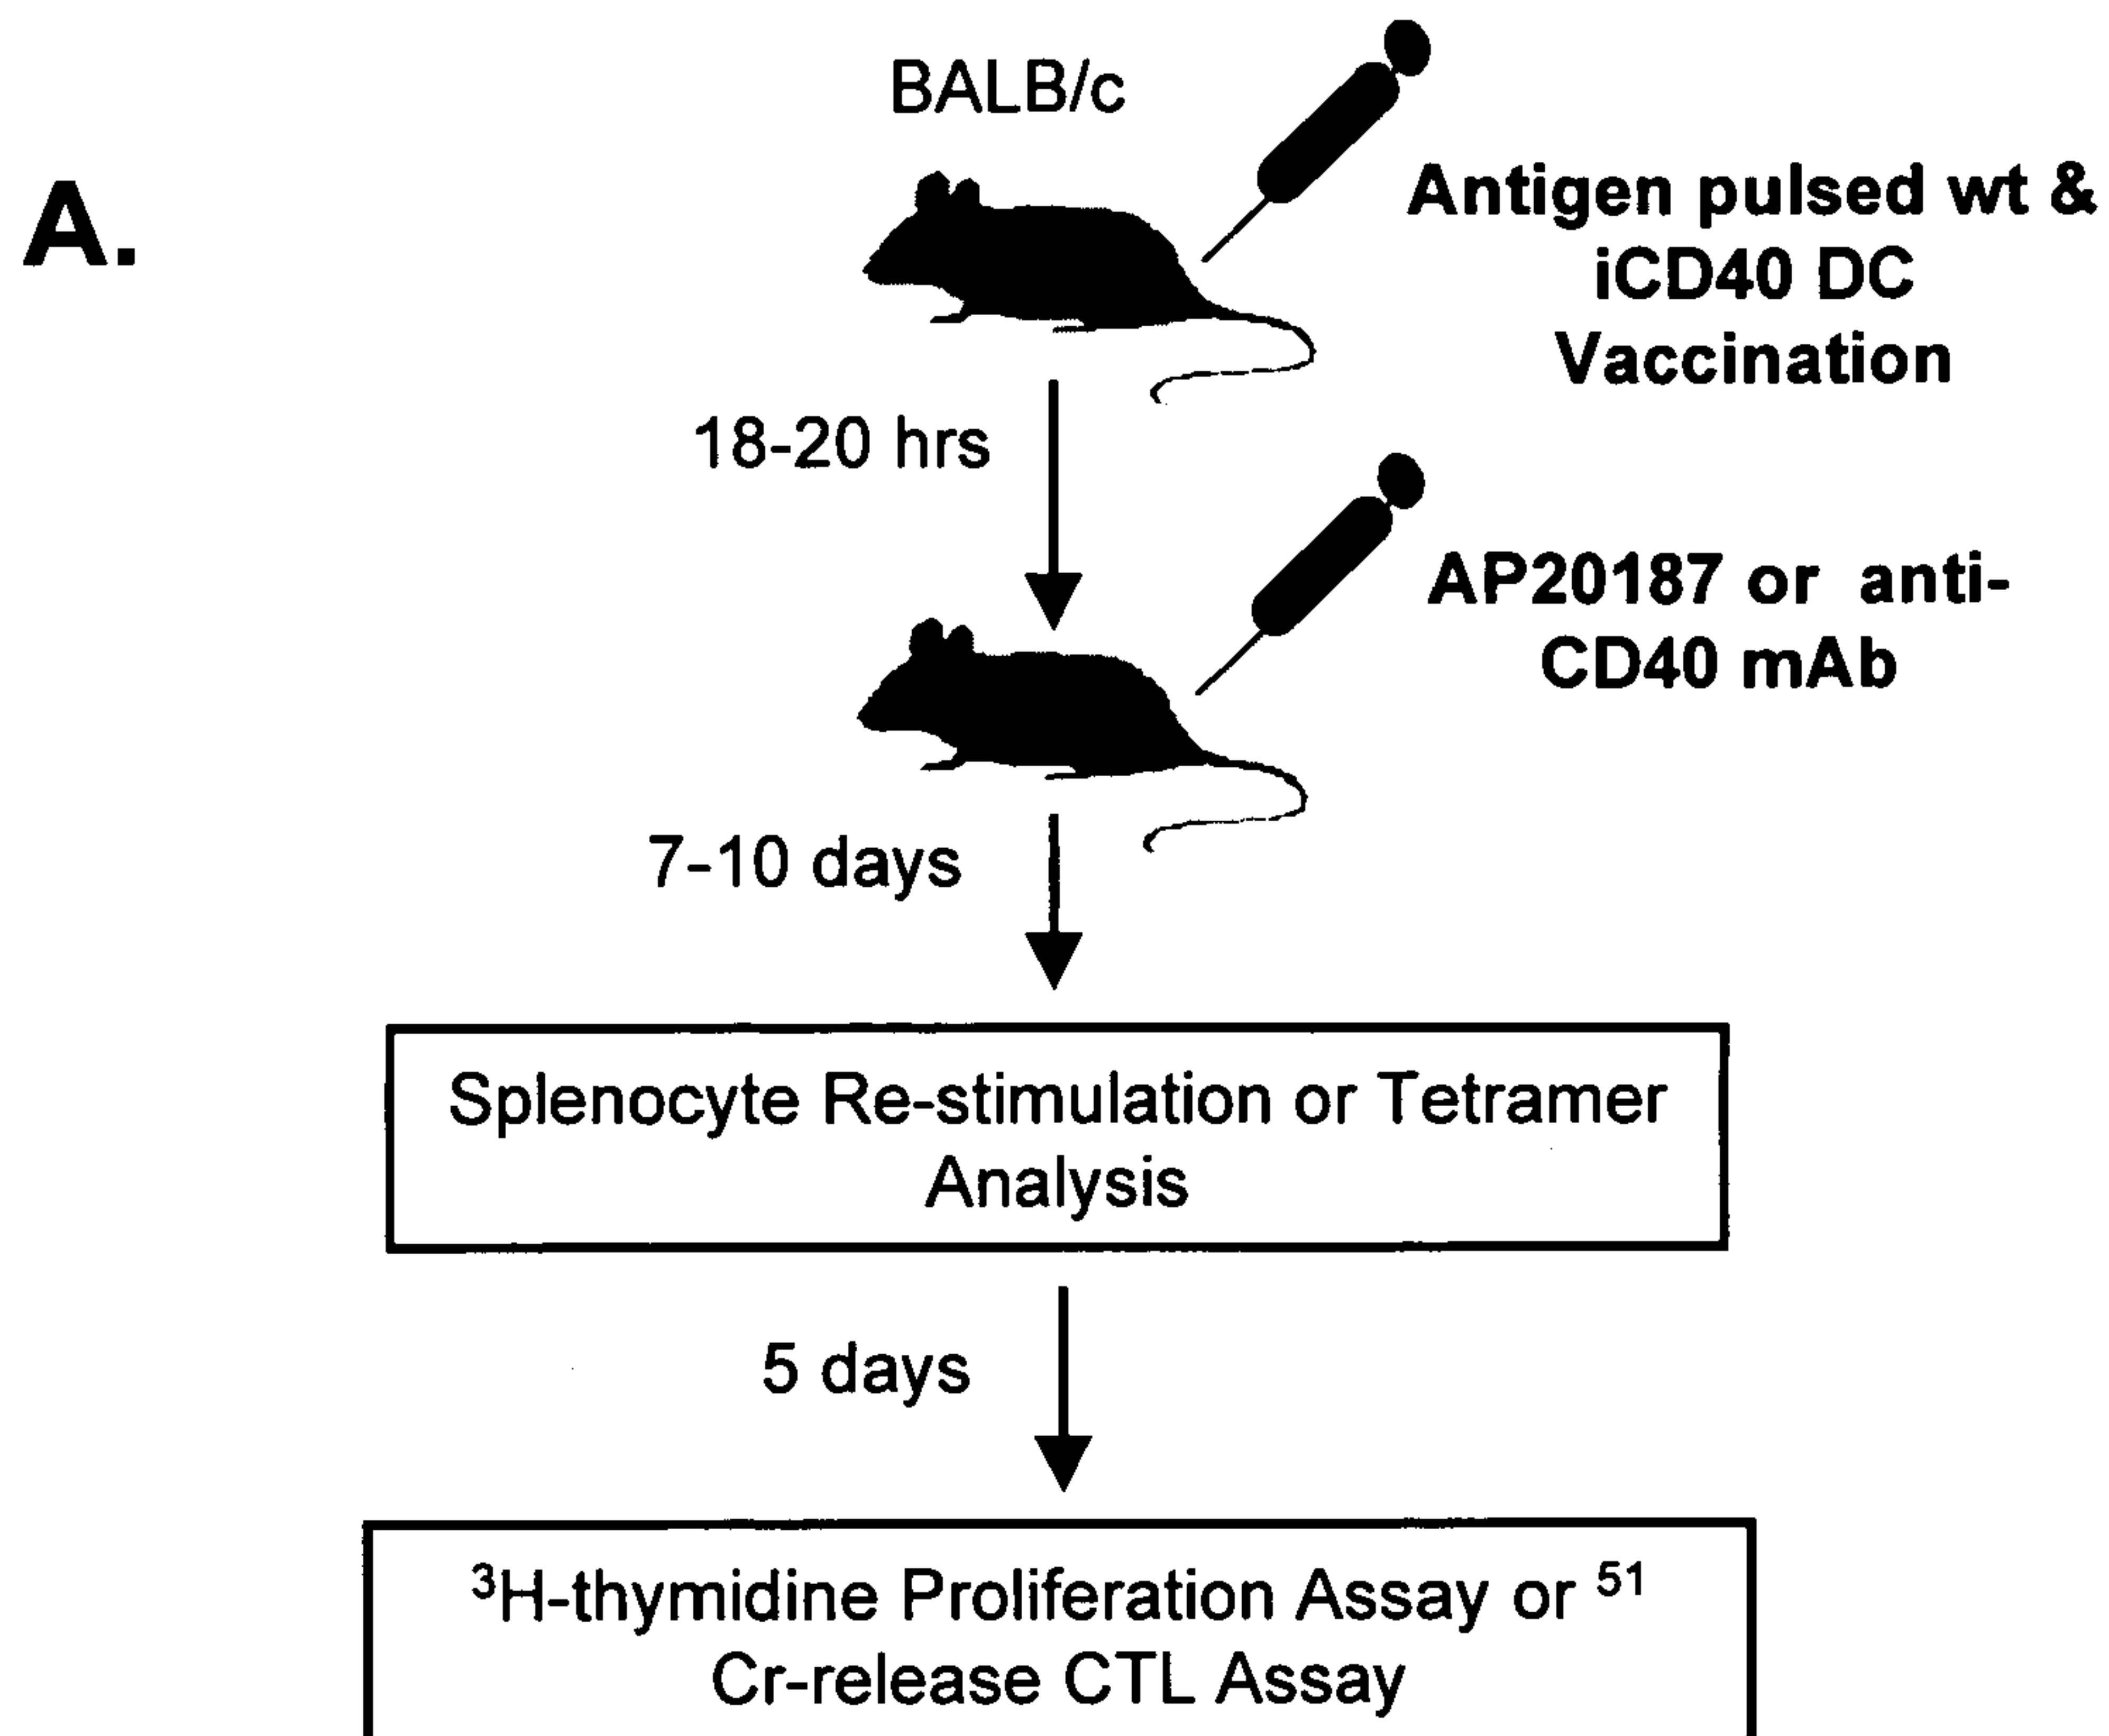 BALB/c
A.
Antigen pulsed wt &
iCD40 DC
Vaccination
18-20 hrs
AP20187 or anti-
CD40 mAb
7-10 days
Splenocyte Re-stimulation or Tetramer
Analysis
5 days
³H-thymidine Proliferation Assay or ⁵¹
Cr-release CTL Assay